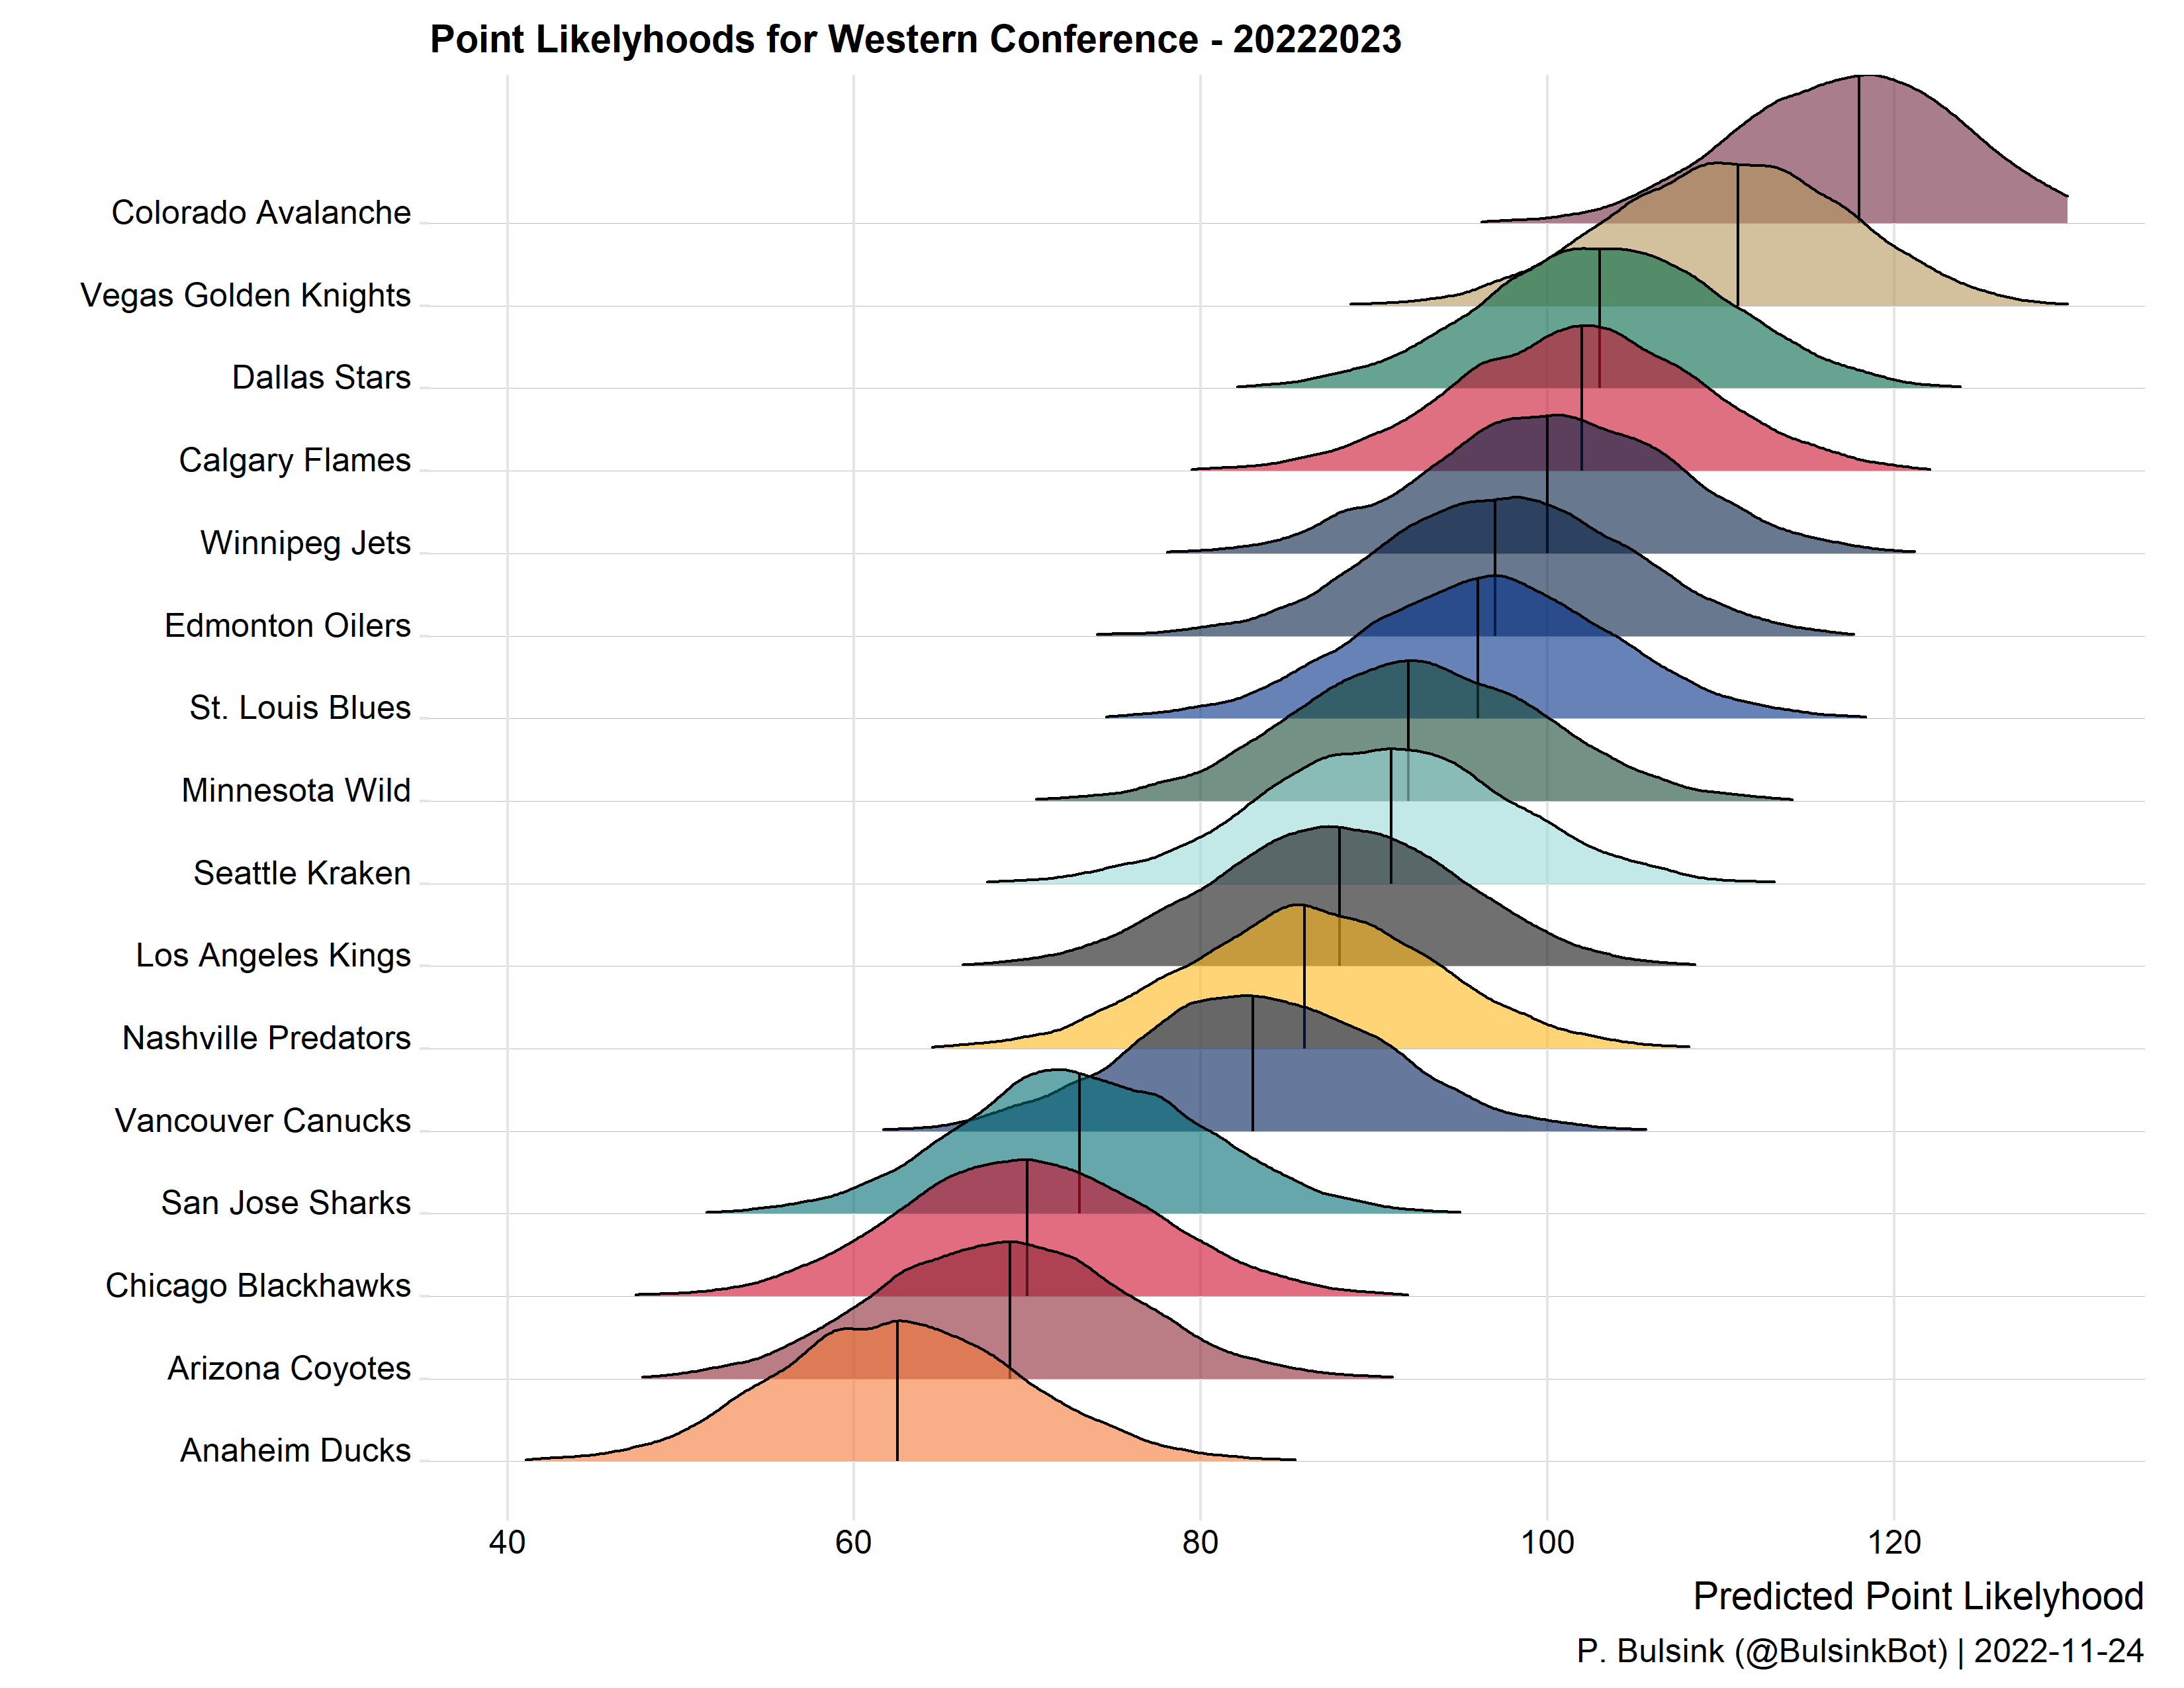 Point Likelyhoods for Western Conference - 20222023
Colorado Avalanche
Vegas Golden Knights
Dallas Stars
Calgary Flames
Winnipeg Jets
Edmonton Oilers
St. Louis Blues
Minnesota Wild
Seattle Kraken
Los Angeles Kings
Nashville Predators
Vancouver Canucks
San Jose Sharks
Chicago Blackhawks
Arizona Coyotes
Anaheim Ducks
40 60 80 100 120
Predicted Point Likelyhood
P. Bulsink (@BulsinkBot) | 2022-11-24